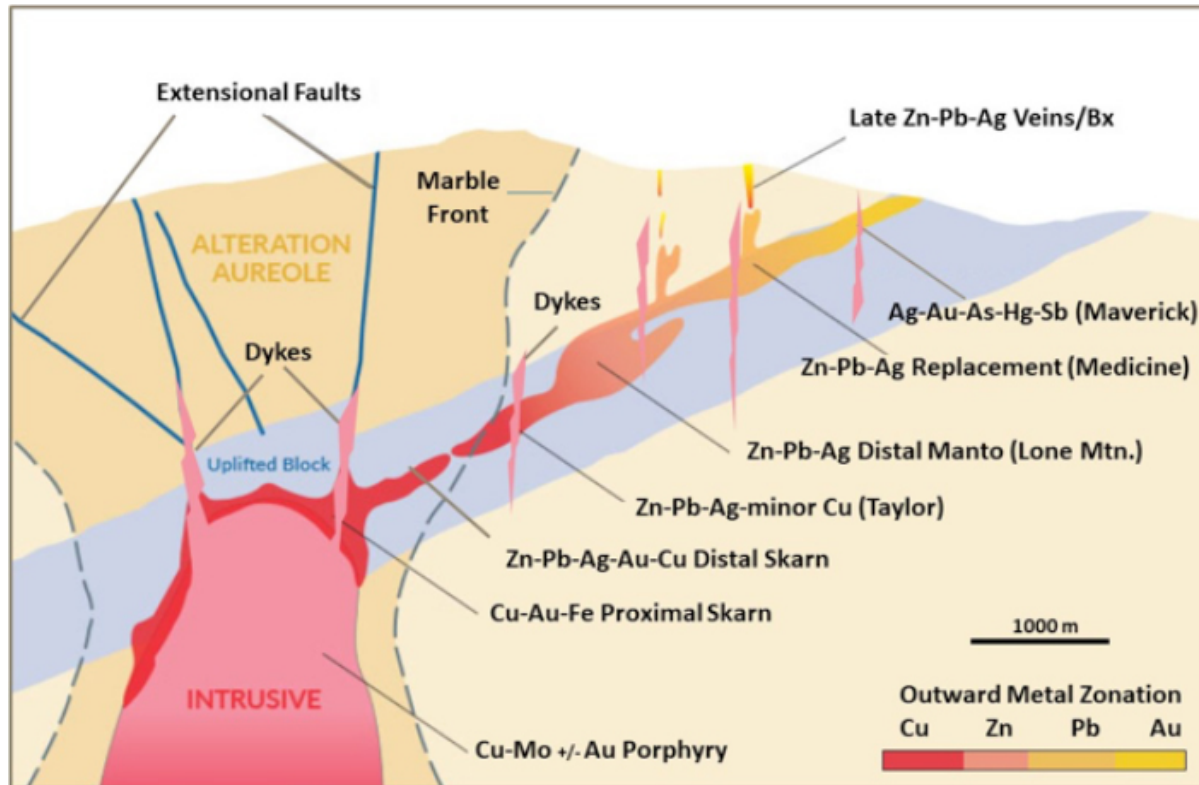 Extensional Faults
Late Zn-Pb-Ag Veins/Bx
Marble
Front
ALTERATION
AUREOLE
Dykes
Dykes
Ag-Au-As-Hg-Sb (Maverick)
Zn-Pb-Ag Replacement (Medicine)
Uplifted Block
Zn-Pb-Ag Distal Manto (Lone Mtn.)
Zn-Pb-Ag-minor Cu (Taylor)
Zn-Pb-Ag-Au-Cu Distal Skarn
Cu-Au-Fe Proximal Skarn
1000 m
INTRUSIVE
Outward Metal Zonation
Cu Zn Pb Au
Cu-Mo +/- Au Porphyry